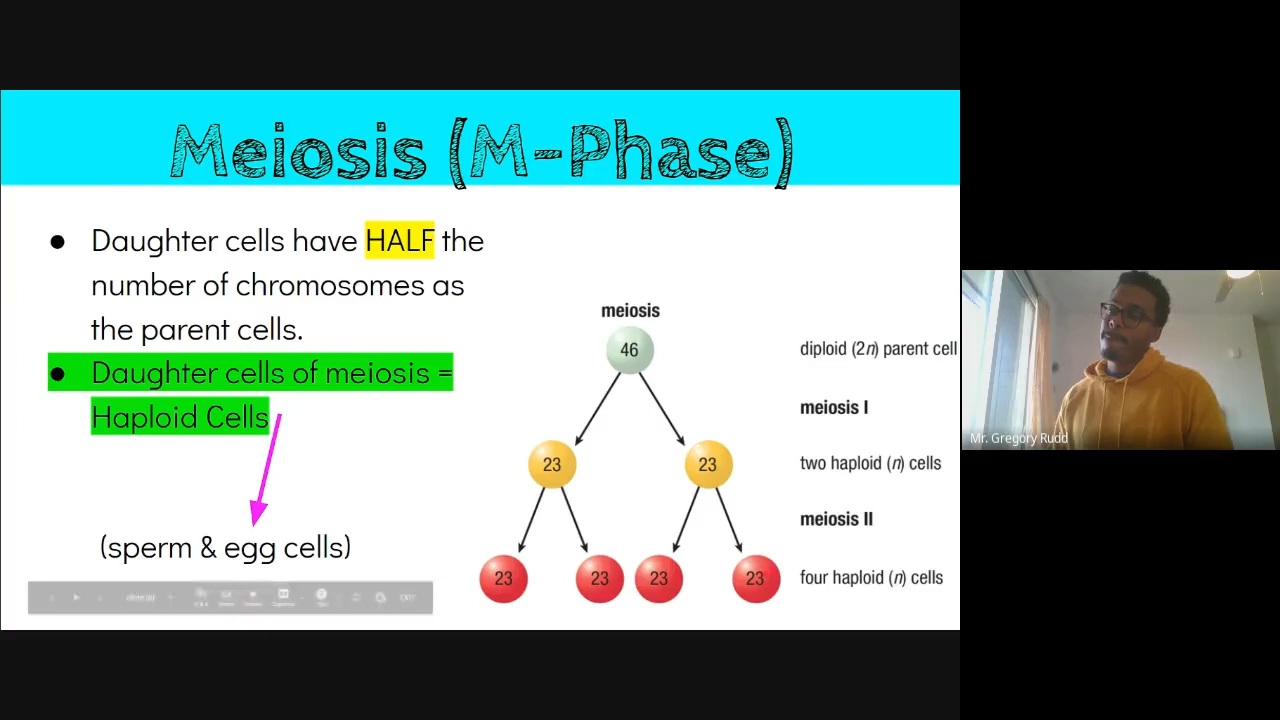 Meiosis (M-Phase)
● Daughter cells have HALF the
number of chromosomes as
the parent cells.
● Daughter cells of meiosis =
Haploid Cells
(sperm & egg cells)
meiosis
46
diploid (2n) parent cell
meiosis I
23
23
two haploid (n) cells
meiosis II
23
23
23
23
four haploid (n) cells
EXIT
Mr. Gregory Rudd